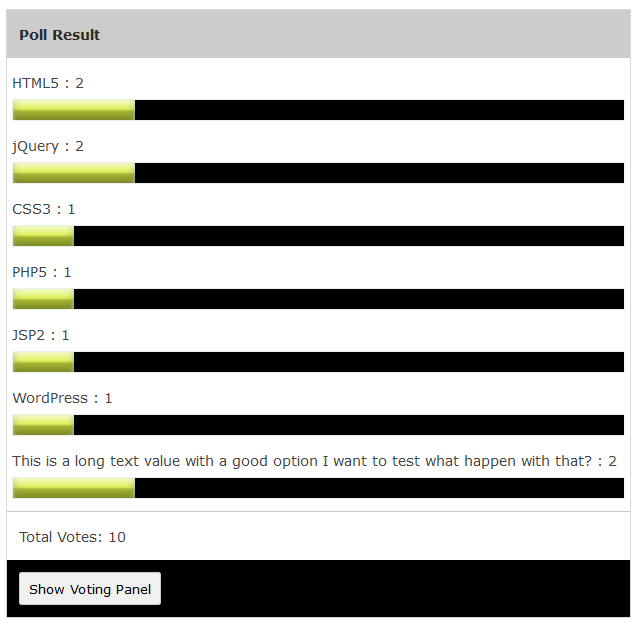 Poll Result
HTML5 : 2
jQuery : 2
CSS3 : 1
PHP5 : 1
JSP2 : 1
WordPress : 1
This is a long text value with a good option I want to test what happen with that? : 2
Total Votes: 10
Show Voting Panel